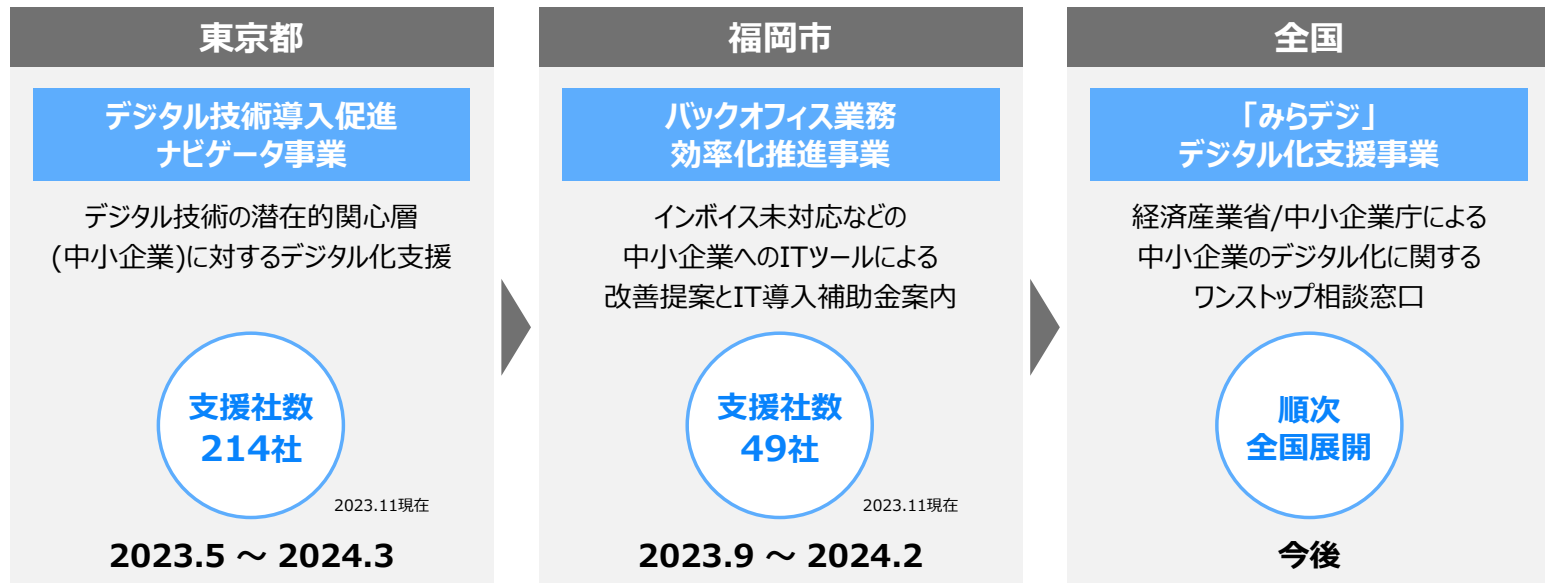 東京都
デジタル技術導入促進
ナビゲータ事業
デジタル技術の潜在的関心層
(中小企業)に対するデジタル化支援
支援社数
214社
2023.11現在
2023.5 ～ 2024.3
福岡市
バックオフィス業務
効率化推進事業
インボイス未対応などの
中小企業へのITツールによる
改善提案とIT導入補助金案内
支援社数
49社
2023.11現在
2023.9 ～ 2024.2
全国
「みらデジ」
デジタル化支援事業
経済産業省/中小企業庁による
中小企業のデジタル化に関する
ワンストップ相談窓口
順次
全国展開
今後